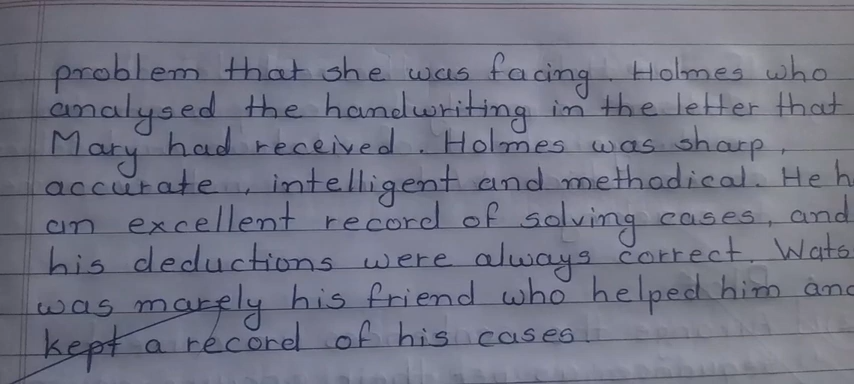 problem that she was facing. Holmes who
analysed the handwriting in the letter that
Mary had received. Holmes was sharp,
accurate, intelligent and methodical. He h
an excellent record of solving cases, and
his deductions were always correct. Wats
was marely his friend who helped him and
kept a record of his cases.